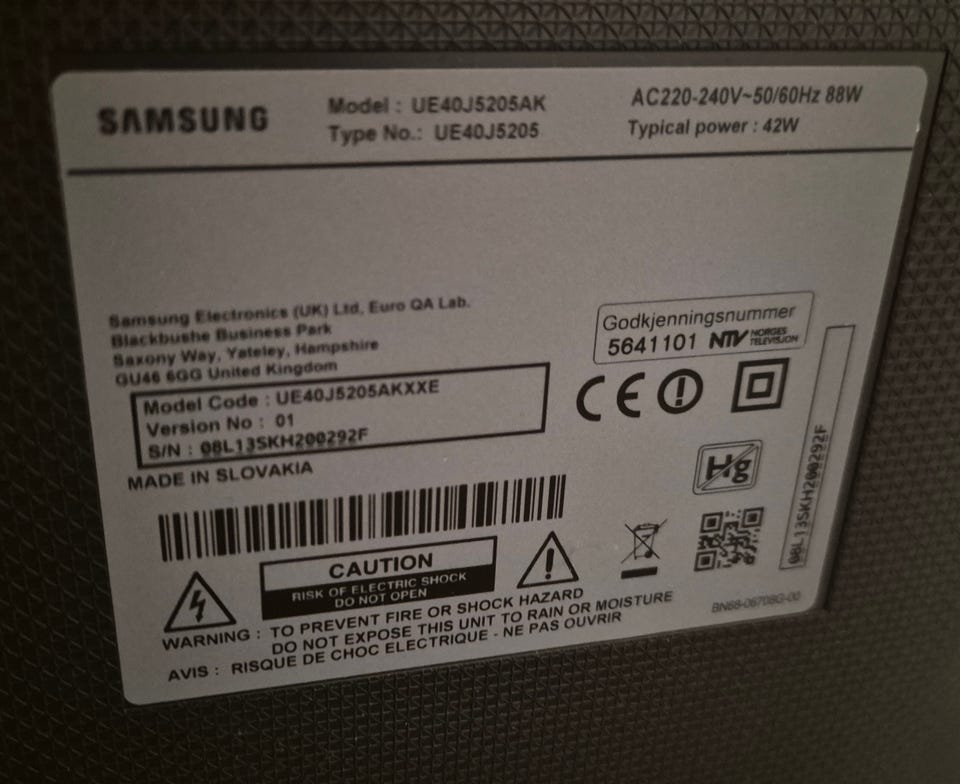 SAMSUNG
Model : UE40J5205AK
Type No.: UE40J5205
AC220-240V~50/60Hz 88W
Typical power : 42W
Samsung Electronics (UK) Ltd, Euro QA Lab.
Blackbushe Business Park
Saxony Way, Yateley, Hampshire
GU46 6GG United Kingdom
Godkjenningsnummer
5641101 NTV NORGES
TELEVISJON
Model Code : UE40J5205AKXXE
Version No : 01
S/N : 08L13SKH200292F
MADE IN SLOVAKIA
CE
Hg
08L13SKH200292F
CAUTION
RISK OF ELECTRIC SHOCK
DO NOT OPEN
WARNING : TO PREVENT FIRE OR SHOCK HAZARD
DO NOT EXPOSE THIS UNIT TO RAIN OR MOISTURE
AVIS : RISQUE DE CHOC ELECTRIQUE - NE PAS OUVRIR
BN68-06708G-00